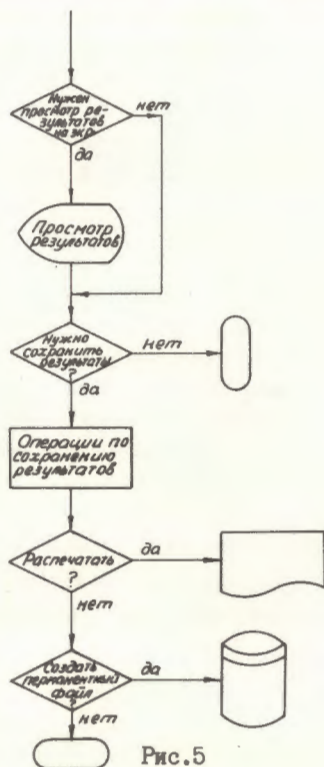 Нужен
просмотр ре-
зультатов
на экр.
нет
да
Просмотр
результатов
Нужно
сохранить
результаты
?
нет
да
Операции по
сохранению
результатов
Распечатать
?
да
нет
Создать
перманентный
файл
?
да
нет
Рис.5